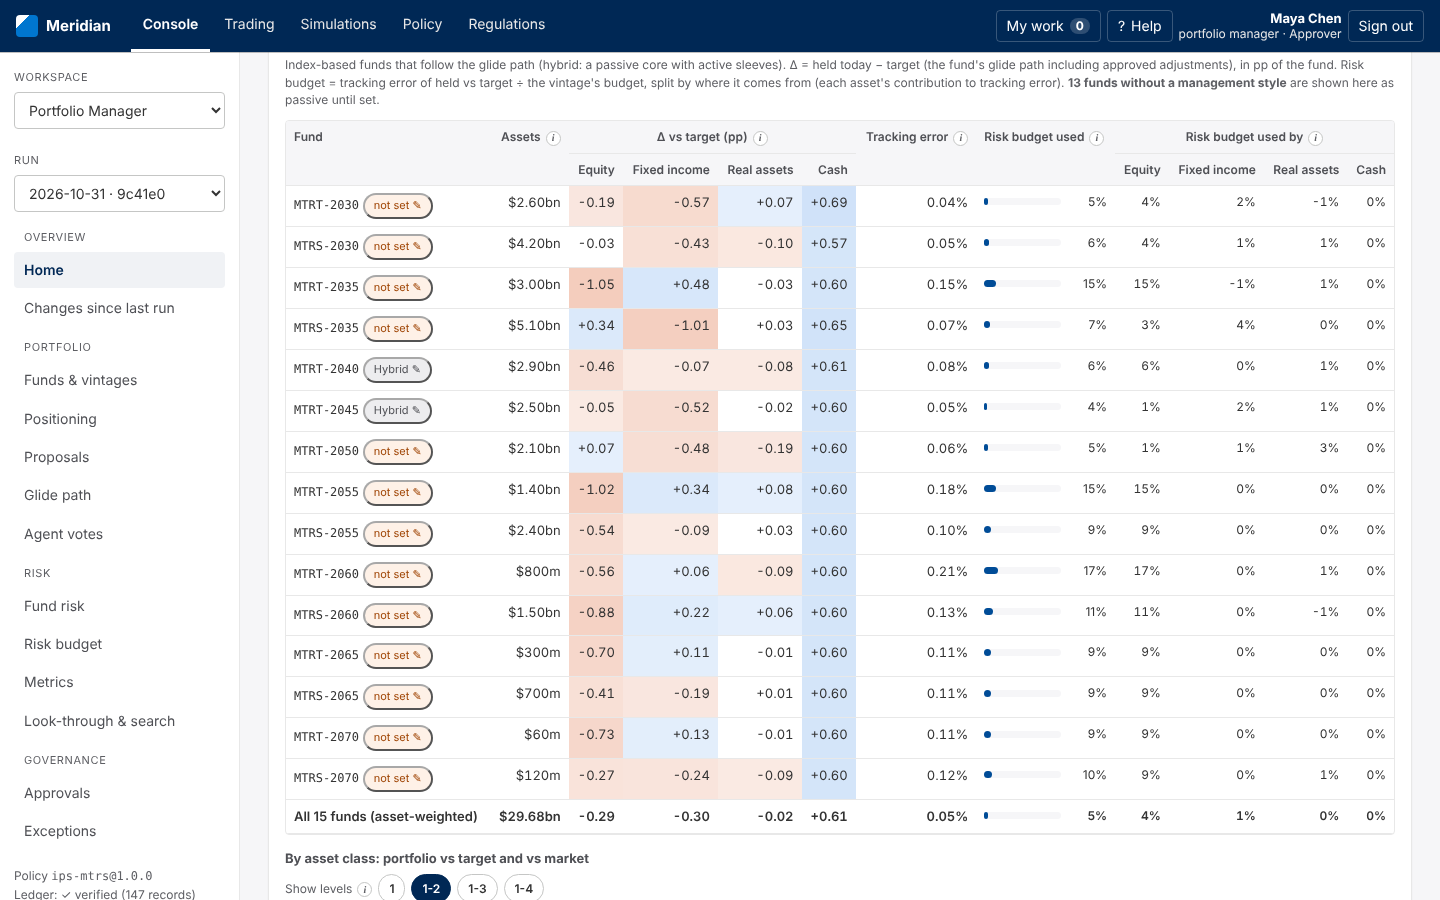 Meridian Console Trading Simulations Policy Regulations My work 0 ? Help Maya Chen Sign out
portfolio manager · Approver
WORKSPACE
Portfolio Manager
RUN
2026-10-31 · 9c41e0
OVERVIEW
Home
Changes since last run
PORTFOLIO
Funds & vintages
Positioning
Proposals
Glide path
Agent votes
RISK
Fund risk
Risk budget
Metrics
Look-through & search
GOVERNANCE
Approvals
Exceptions
Policy ips-mtrs@1.0.0
Ledger: ✓ verified (147 records)
Index-based funds that follow the glide path (hybrid: a passive core with active sleeves). Δ = held today − target (the fund's glide path including approved adjustments), in pp of the fund. Risk
budget = tracking error of held vs target ÷ the vintage's budget, split by where it comes from (each asset's contribution to tracking error). 13 funds without a management style are shown here as
passive until set.
Fund Assets i Δ vs target (pp) i Tracking error i Risk budget used i Risk budget used by i
Equity Fixed income Real assets Cash Equity Fixed income Real assets Cash
MTRT-2030 not set ✎ $2.60bn -0.19 -0.57 +0.07 +0.69 0.04% 5% 4% 2% -1% 0%
MTRS-2030 not set ✎ $4.20bn -0.03 -0.43 -0.10 +0.57 0.05% 6% 4% 1% 1% 0%
MTRT-2035 not set ✎ $3.00bn -1.05 +0.48 -0.03 +0.60 0.15% 15% 15% -1% 1% 0%
MTRS-2035 not set ✎ $5.10bn +0.34 -1.01 +0.03 +0.65 0.07% 7% 3% 4% 0% 0%
MTRT-2040 Hybrid ✎ $2.90bn -0.46 -0.07 -0.08 +0.61 0.08% 6% 6% 0% 1% 0%
MTRT-2045 Hybrid ✎ $2.50bn -0.05 -0.52 -0.02 +0.60 0.05% 4% 1% 2% 1% 0%
MTRT-2050 not set ✎ $2.10bn +0.07 -0.48 -0.19 +0.60 0.06% 5% 1% 1% 3% 0%
MTRT-2055 not set ✎ $1.40bn -1.02 +0.34 +0.08 +0.60 0.18% 15% 15% 0% 0% 0%
MTRS-2055 not set ✎ $2.40bn -0.54 -0.09 +0.03 +0.60 0.10% 9% 9% 0% 0% 0%
MTRT-2060 not set ✎ $800m -0.56 +0.06 -0.09 +0.60 0.21% 17% 17% 0% 1% 0%
MTRS-2060 not set ✎ $1.50bn -0.88 +0.22 +0.06 +0.60 0.13% 11% 11% 0% -1% 0%
MTRT-2065 not set ✎ $300m -0.70 +0.11 -0.01 +0.60 0.11% 9% 9% 0% 0% 0%
MTRS-2065 not set ✎ $700m -0.41 -0.19 +0.01 +0.60 0.11% 9% 9% 0% 0% 0%
MTRT-2070 not set ✎ $60m -0.73 +0.13 -0.01 +0.60 0.11% 9% 9% 0% 0% 0%
MTRS-2070 not set ✎ $120m -0.27 -0.24 -0.09 +0.60 0.12% 10% 9% 0% 1% 0%
All 15 funds (asset-weighted) $29.68bn -0.29 -0.30 -0.02 +0.61 0.05% 5% 4% 1% 0% 0%
By asset class: portfolio vs target and vs market
Show levels i 1 1-2 1-3 1-4